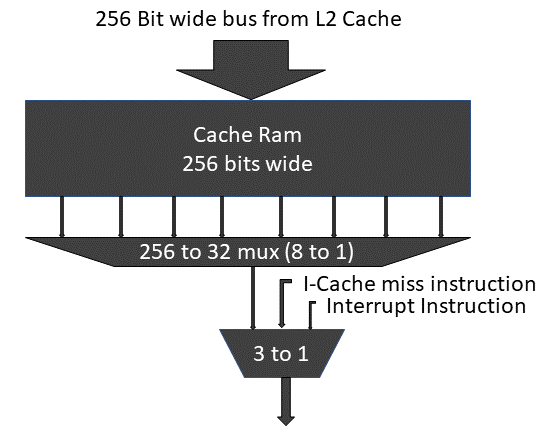 256 Bit wide bus from L2 Cache
Cache Ram
256 bits wide
256 to 32 mux (8 to 1)
I-Cache miss instruction
Interrupt Instruction
3 to 1